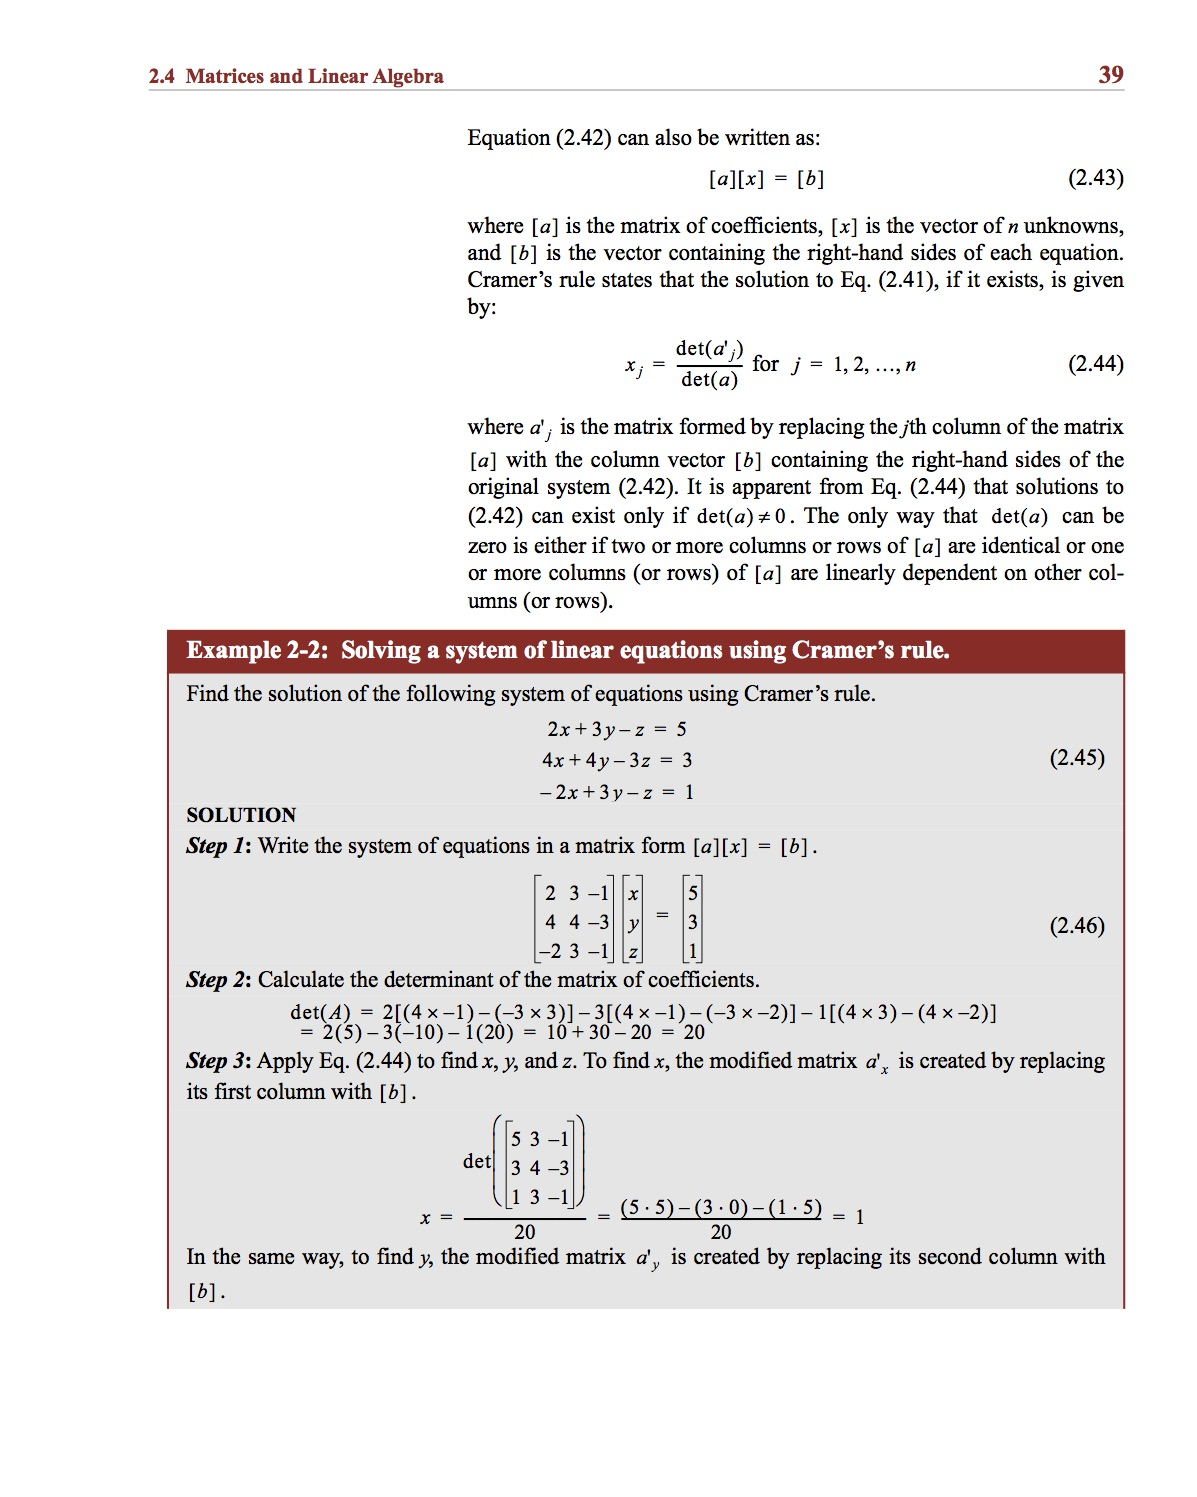 2.4 Matrices and Linear Algebra 39
Equation (2.42) can also be written as:
[a][x] = [b] (2.43)
where [a] is the matrix of coefficients, [x] is the vector of n unknowns,
and [b] is the vector containing the right-hand sides of each equation.
Cramer's rule states that the solution to Eq. (2.41), if it exists, is given
by:
x_j = det(a'_j) / det(a) for j = 1, 2, ..., n (2.44)
where a'_j is the matrix formed by replacing the jth column of the matrix
[a] with the column vector [b] containing the right-hand sides of the
original system (2.42). It is apparent from Eq. (2.44) that solutions to
(2.42) can exist only if det(a) ≠ 0. The only way that det(a) can be
zero is either if two or more columns or rows of [a] are identical or one
or more columns (or rows) of [a] are linearly dependent on other col-
umns (or rows).
Example 2-2: Solving a system of linear equations using Cramer's rule.
Find the solution of the following system of equations using Cramer's rule.
2x + 3y – z = 5
4x + 4y – 3z = 3 (2.45)
– 2x + 3y – z = 1
SOLUTION
Step 1: Write the system of equations in a matrix form [a][x] = [b].
[2 3 –1] [x] [5]
[4 4 –3] [y] = [3] (2.46)
[–2 3 –1] [z] [1]
Step 2: Calculate the determinant of the matrix of coefficients.
det(A) = 2[(4 × –1) – (–3 × 3)] – 3[(4 × –1) – (–3 × –2)] – 1[(4 × 3) – (4 × –2)]
= 2(5) – 3(–10) – 1(20) = 10 + 30 – 20 = 20
Step 3: Apply Eq. (2.44) to find x, y, and z. To find x, the modified matrix a'_x is created by replacing
its first column with [b].
det([5 3 –1]
[3 4 –3]
[1 3 –1])
x = / 20 = (5 · 5) – (3 · 0) – (1 · 5) / 20 = 1
In the same way, to find y, the modified matrix a'_y is created by replacing its second column with
[b].